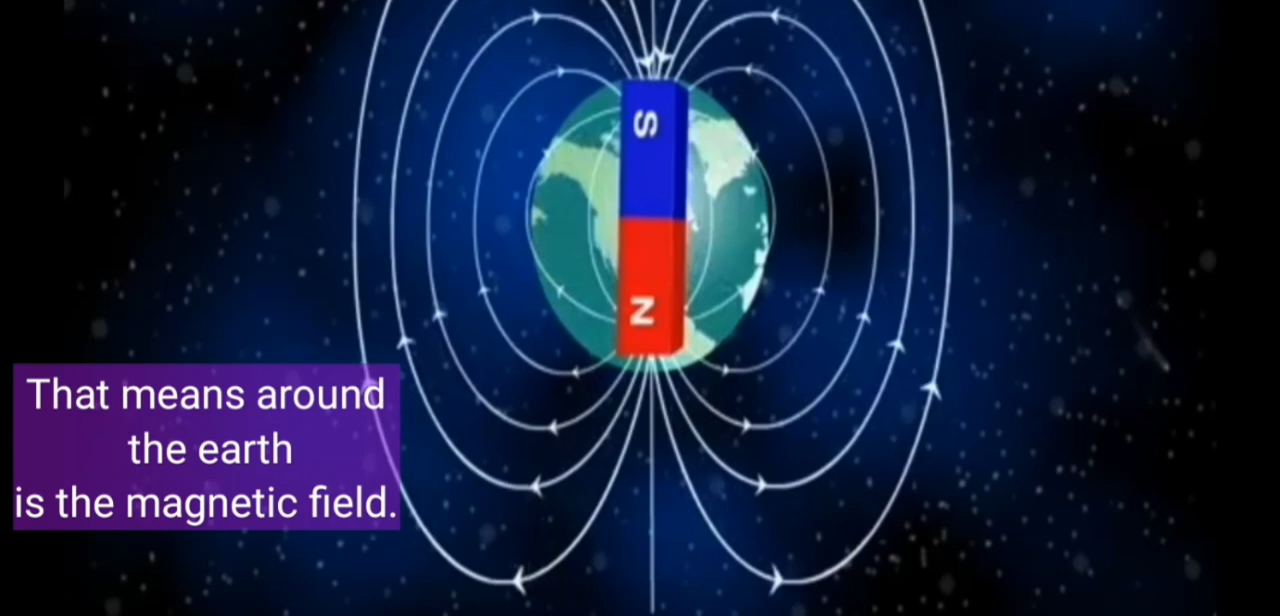 S
N
That means around
the earth
is the magnetic field.